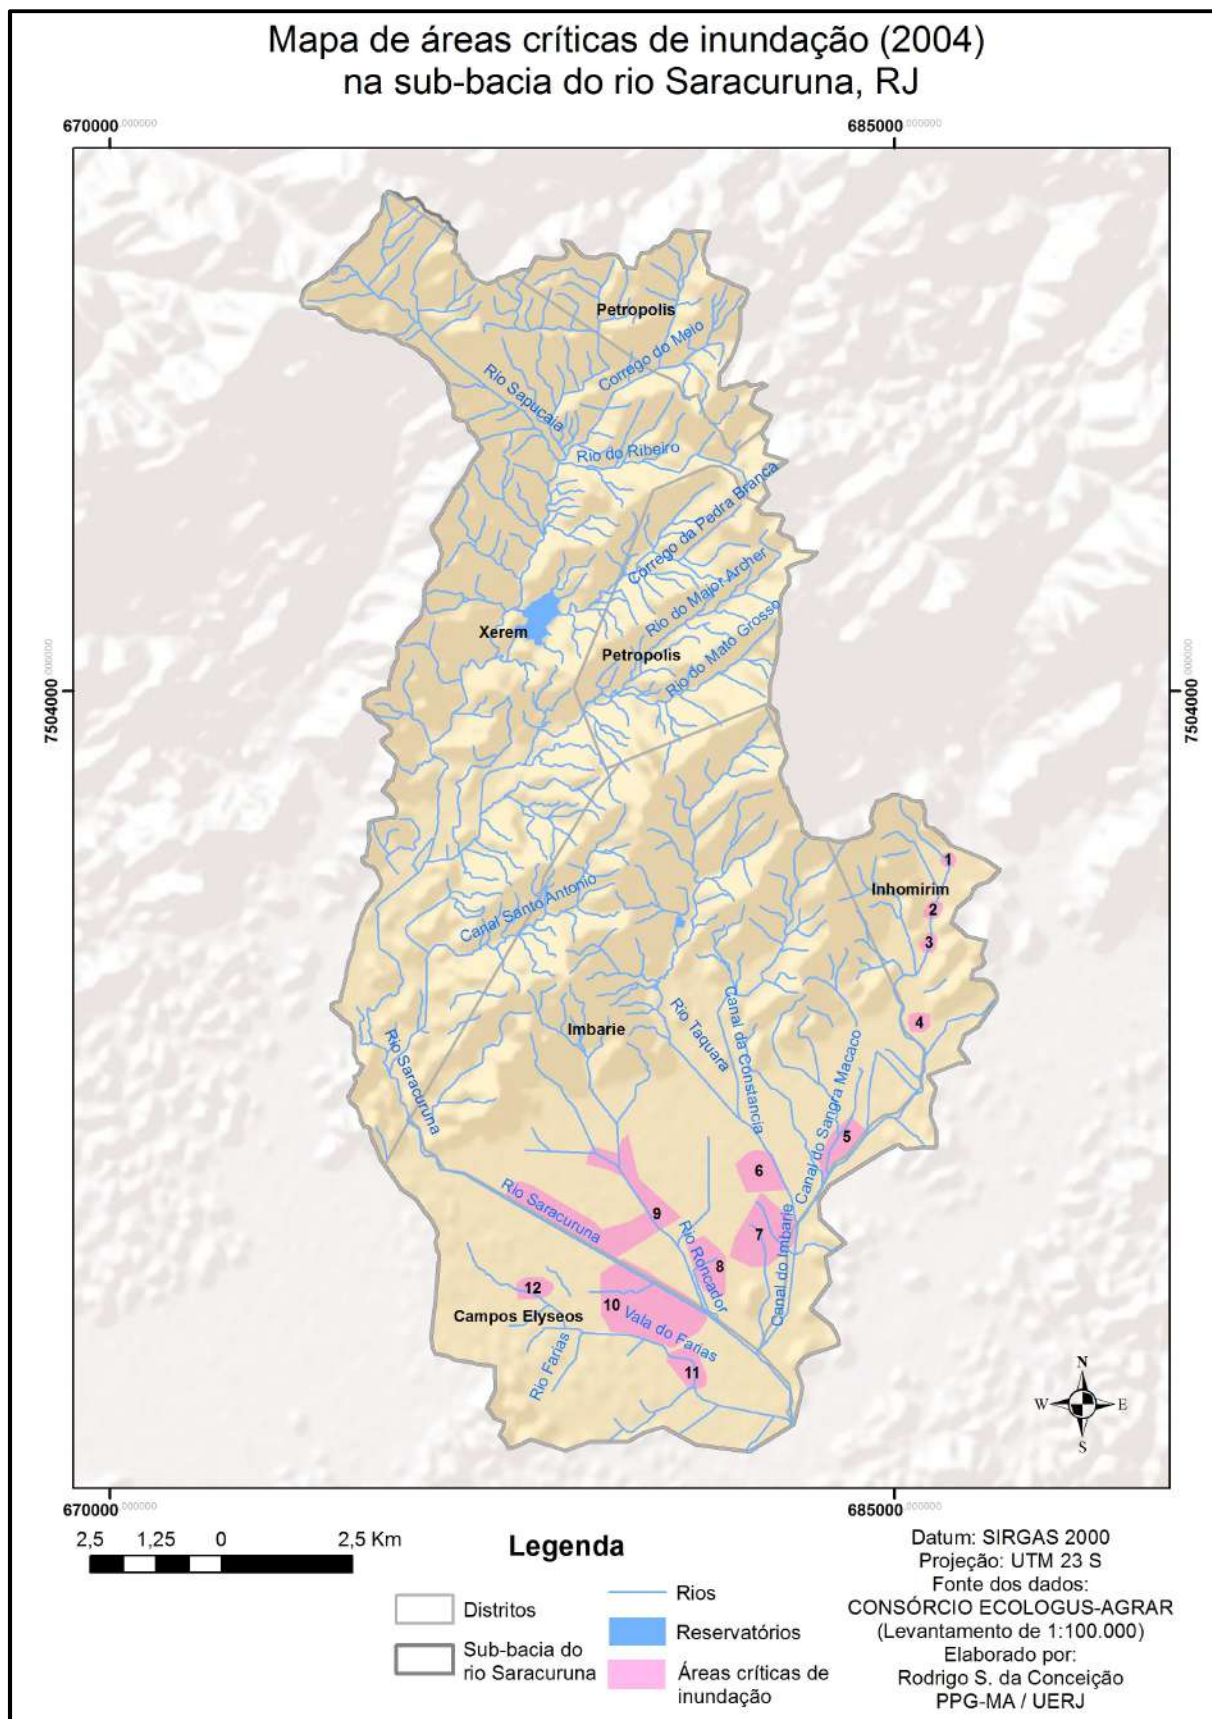 Mapa de áreas críticas de inundação (2004)
na sub-bacia do rio Saracuruna, RJ
670000,000000
685000,000000
Petropolis
Corrego do Meio
Rio Sapucaia
Rio do Ribeiro
Corrego da Pedra Branca
Rio do Major Archer
Xerem
Petropolis
Rio do Mato Grosso
7504000,000000
7504000,000000
1
Inhomirim
2
Canal Santo Antonio
3
4
Imbarie
Rio Taquara
Canal da Constancia
Canal do Sangra Macaco
Rio Saracuruna
5
6
Rio Saracuruna
9
7
Rio Roncador
8
Canal do Imbarie
12
10
Campos Elyseos
Vala do Farias
Rio Farias
11
N
W
E
S
670000,000000
685000,000000
2,5 1,25 0 2,5 Km
Legenda
Distritos
Sub-bacia do
rio Saracuruna
Rios
Reservatórios
Áreas críticas de
inundação
Datum: SIRGAS 2000
Projeção: UTM 23 S
Fonte dos dados:
CONSÓRCIO ECOLOGUS-AGRAR
(Levantamento de 1:100.000)
Elaborado por:
Rodrigo S. da Conceição
PPG-MA / UERJ